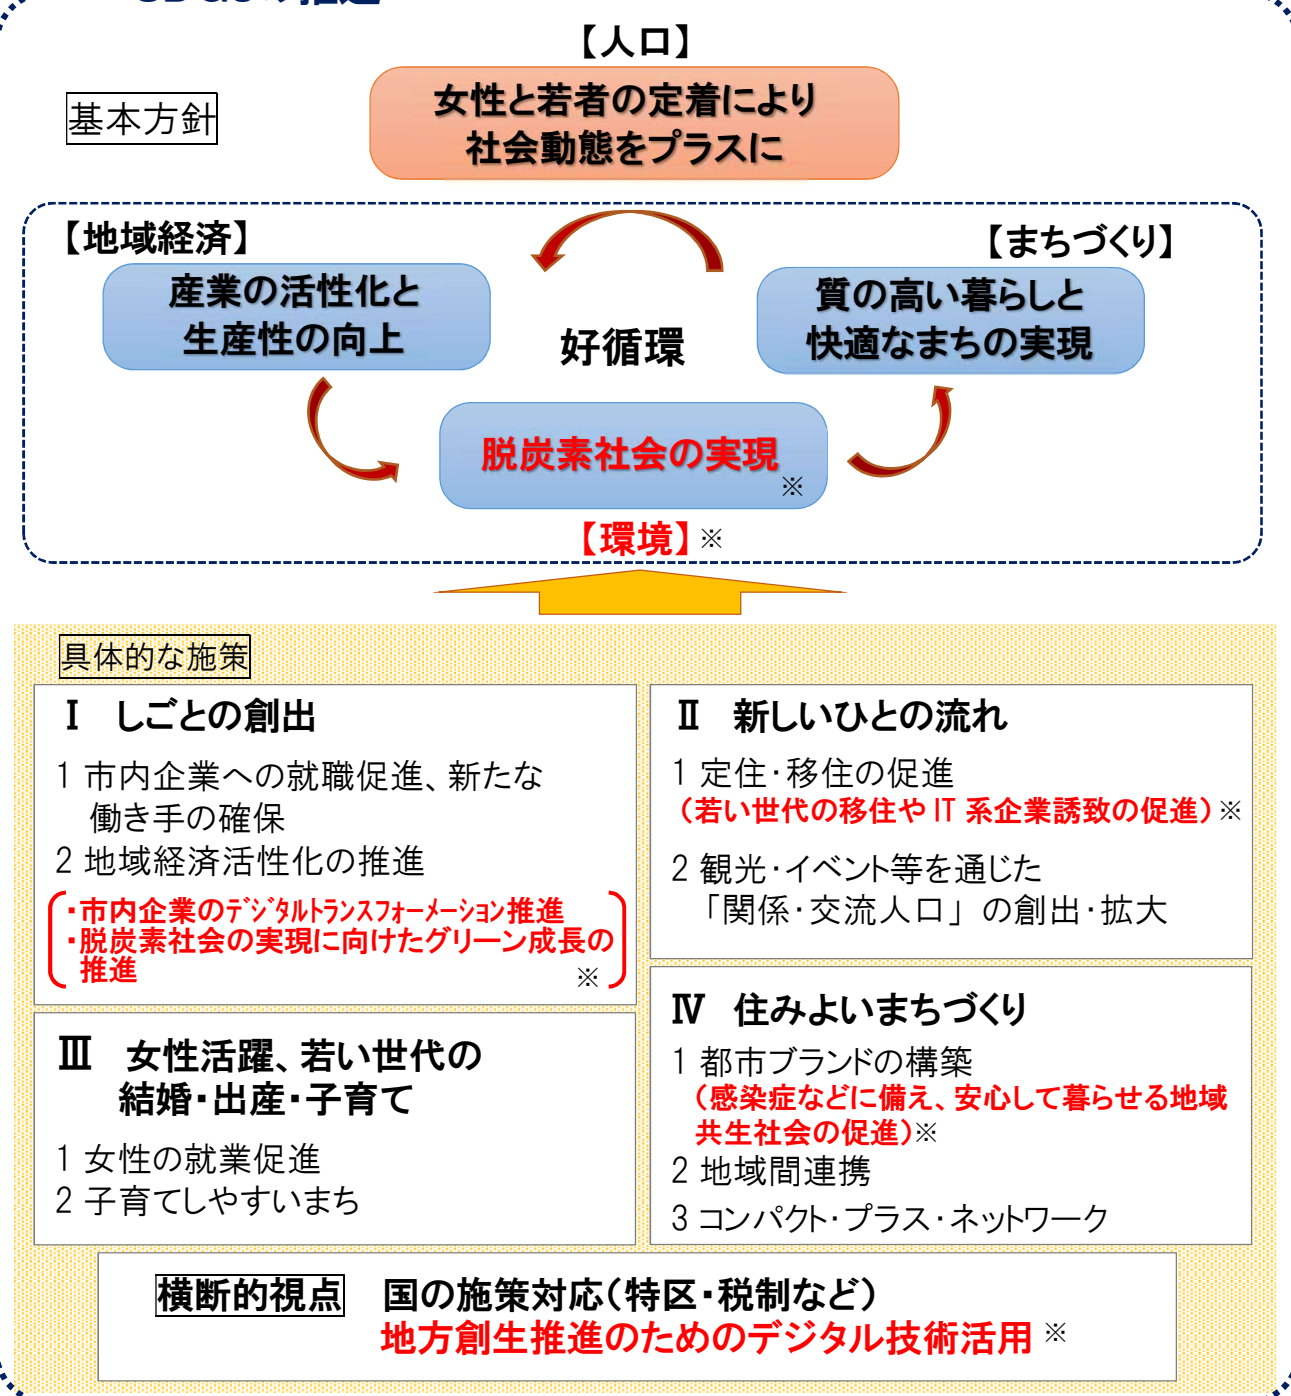 の推進
【人口】
基本方針
女性と若者の定着により
社会動態をプラスに
【地域経済】
【まちづくり】
産業の活性化と
生産性の向上
質の高い暮らしと
快適なまちの実現
好循環
脱炭素社会の実現
※
【環境】※
具体的な施策
Ⅰ しごとの創出
1 市内企業への就職促進、新たな
働き手の確保
2 地域経済活性化の推進
・市内企業のデジタルトランスフォーメーション推進
・脱炭素社会の実現に向けたグリーン成長の
推進
※
Ⅱ 新しいひとの流れ
1 定住・移住の促進
（若い世代の移住や IT 系企業誘致の促進）※
2 観光・イベント等を通じた
「関係・交流人口」の創出・拡大
Ⅲ 女性活躍、若い世代の
結婚・出産・子育て
1 女性の就業促進
2 子育てしやすいまち
Ⅳ 住みよいまちづくり
1 都市ブランドの構築
（感染症などに備え、安心して暮らせる地域
共生社会の促進）※
2 地域間連携
3 コンパクト・プラス・ネットワーク
横断的視点 国の施策対応（特区・税制など）
地方創生推進のためのデジタル技術活用 ※